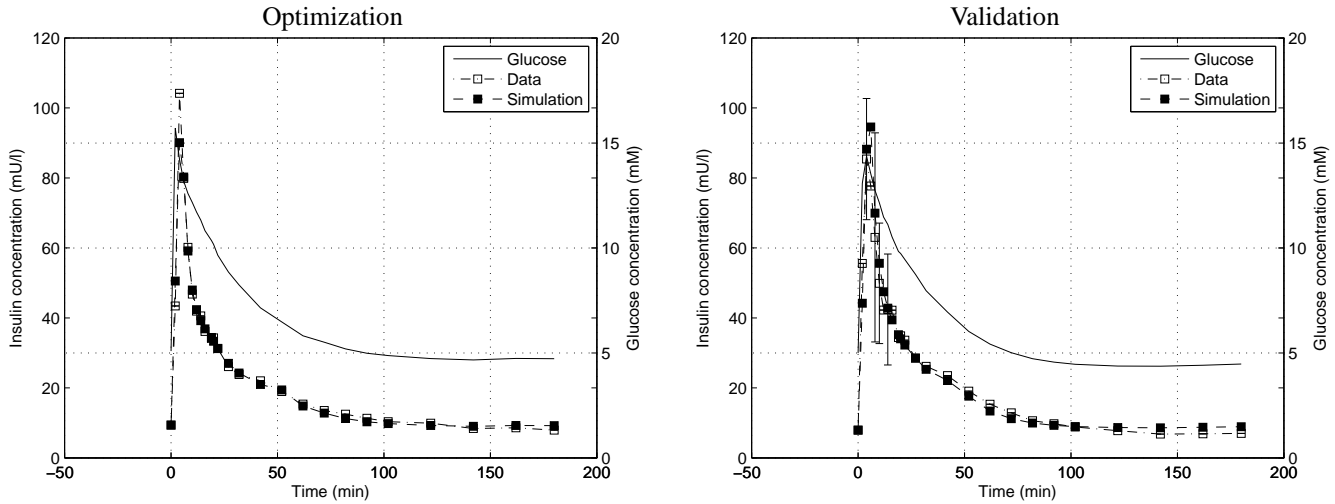 Optimization
120
100
80
60
40
20
0
Insulin concentration (mU/l)
20
15
10
5
0
Glucose concentration (mM)
Glucose
Data
Simulation
−50
0
50
100
150
200
Time (min)
Validation
120
100
80
60
40
20
0
Insulin concentration (mU/l)
20
15
10
5
0
Glucose concentration (mM)
Glucose
Data
Simulation
−50
0
50
100
150
200
Time (min)